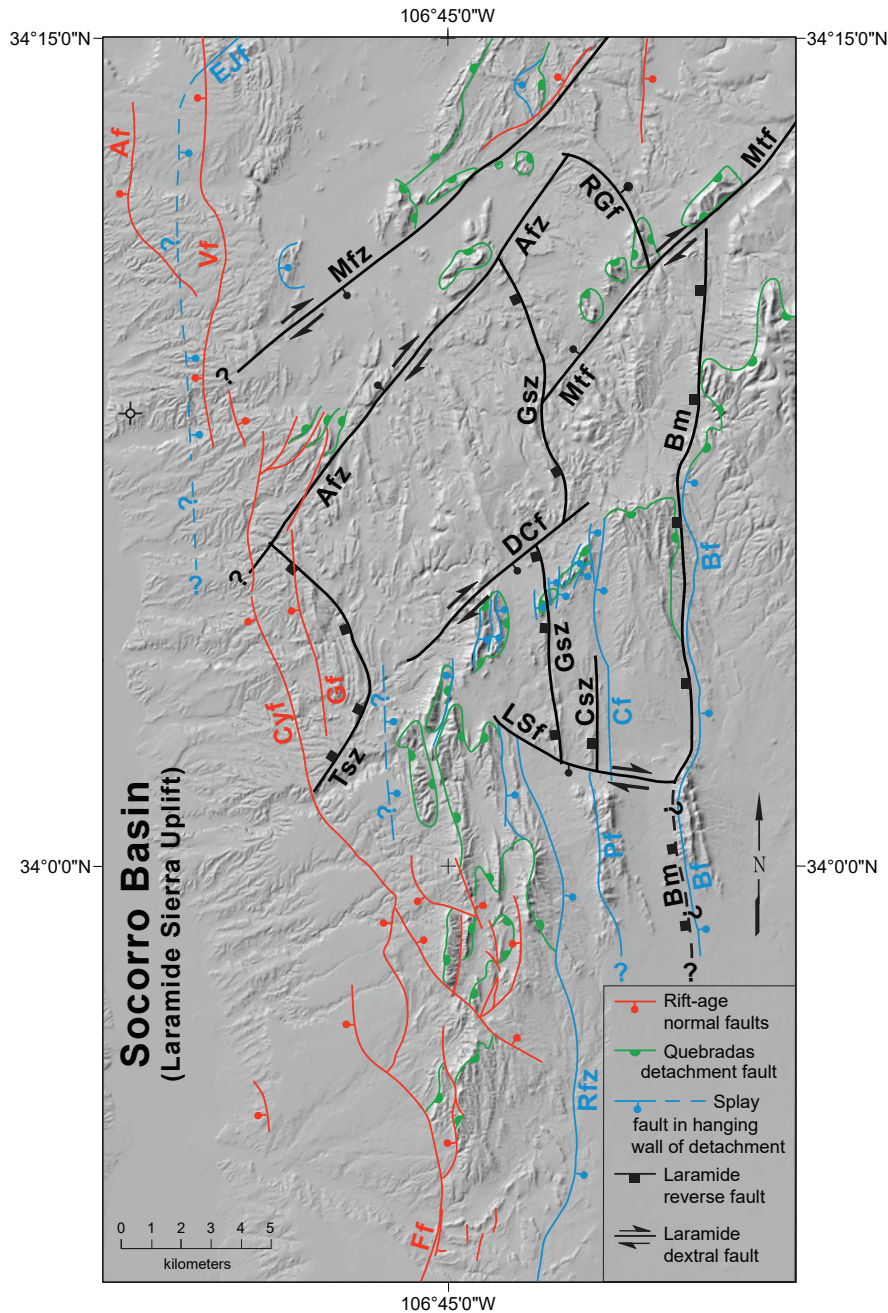 106°45'0"W
34°15'0"N
34°15'0"N
EJf
Af
Mtf
RGf
Afz
?
Vf
Mfz
?
Gsz
Mtf
Bm
Afz
?
DCf
Bf
?
?
Gsz
Gf
Cyf
Csz
Cf
?
LSf
Tsz
?
?
Socorro Basin
(Laramide Sierra Uplift)
34°0'0"N
34°0'0"N
N
Pf
Bm
Bf
?
?
?
Rfz
Ff
Rift-age
normal faults
Quebradas
detachment fault
Splay
fault in hanging
wall of detachment
Laramide
reverse fault
Laramide
dextral fault
0 1 2 3 4 5
kilometers
106°45'0"W